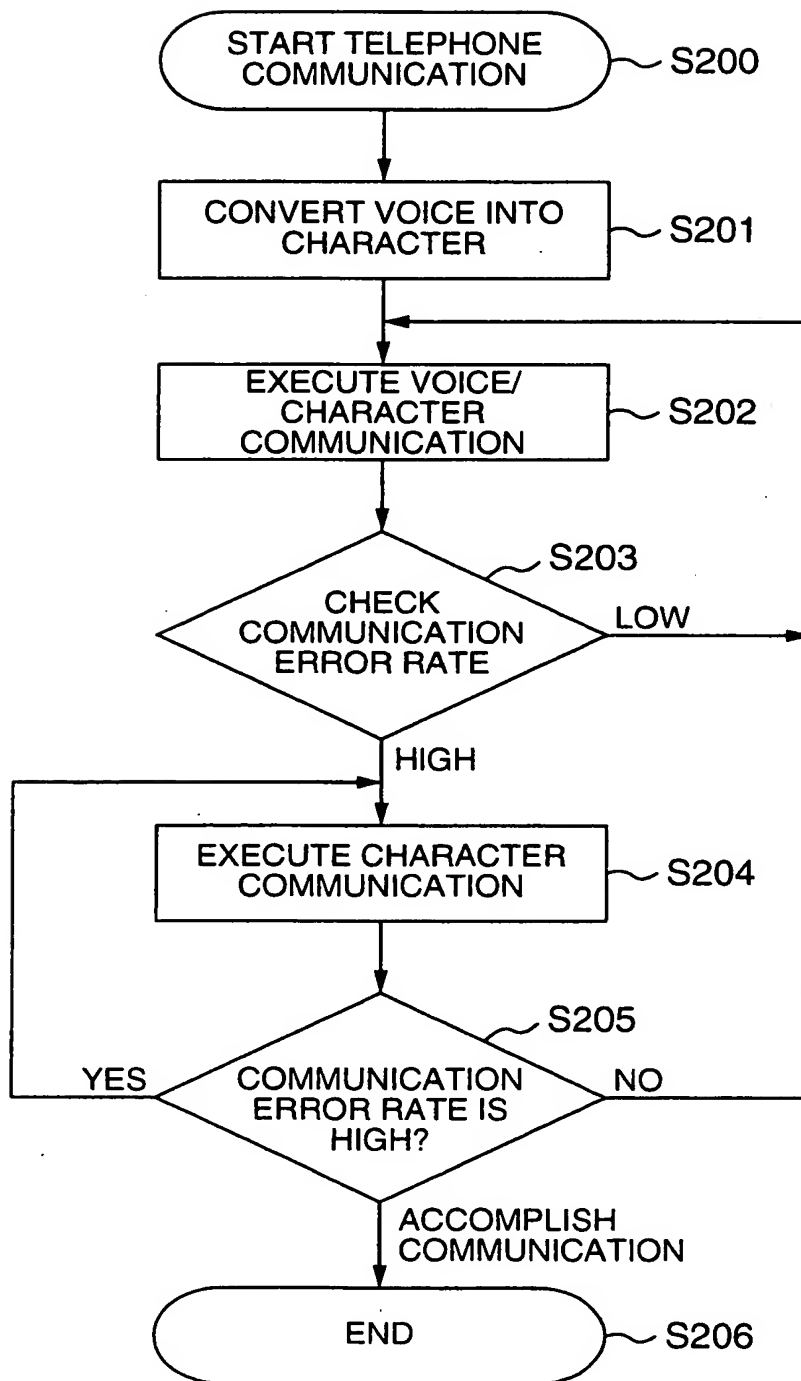 START TELEPHONE
COMMUNICATION
S200
CONVERT VOICE INTO
CHARACTER
S201
EXECUTE VOICE/
CHARACTER
COMMUNICATION
S202
S203
CHECK
COMMUNICATION
ERROR RATE
LOW
HIGH
EXECUTE CHARACTER
COMMUNICATION
S204
S205
YES
COMMUNICATION
ERROR RATE IS
HIGH?
NO
ACCOMPLISH
COMMUNICATION
END
S206